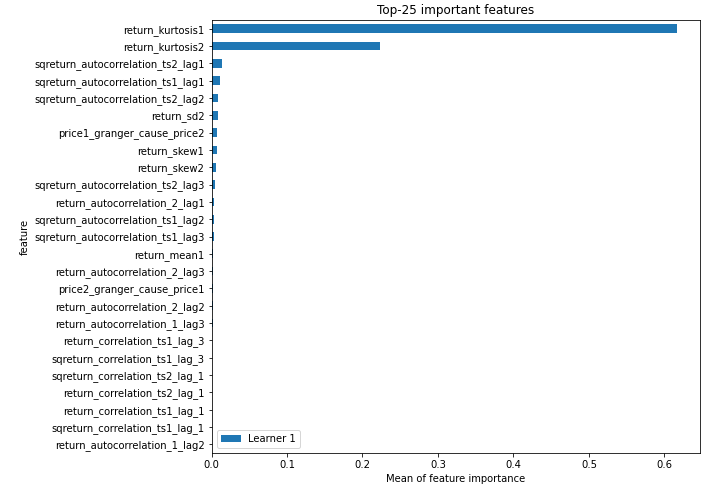 Top-25 important features
return_kurtosis1
return_kurtosis2
sqreturn_autocorrelation_ts2_lag1
sqreturn_autocorrelation_ts1_lag1
sqreturn_autocorrelation_ts2_lag2
return_sd2
price1_granger_cause_price2
return_skew1
return_skew2
sqreturn_autocorrelation_ts2_lag3
return_autocorrelation_2_lag1
sqreturn_autocorrelation_ts1_lag2
sqreturn_autocorrelation_ts1_lag3
return_mean1
return_autocorrelation_2_lag3
price2_granger_cause_price1
return_autocorrelation_2_lag2
return_autocorrelation_1_lag3
return_correlation_ts1_lag_3
sqreturn_correlation_ts1_lag_3
sqreturn_correlation_ts2_lag_1
return_correlation_ts2_lag_1
return_correlation_ts1_lag_1
sqreturn_correlation_ts1_lag_1
return_autocorrelation_1_lag2
feature
Learner 1
0.0 0.1 0.2 0.3 0.4 0.5 0.6
Mean of feature importance